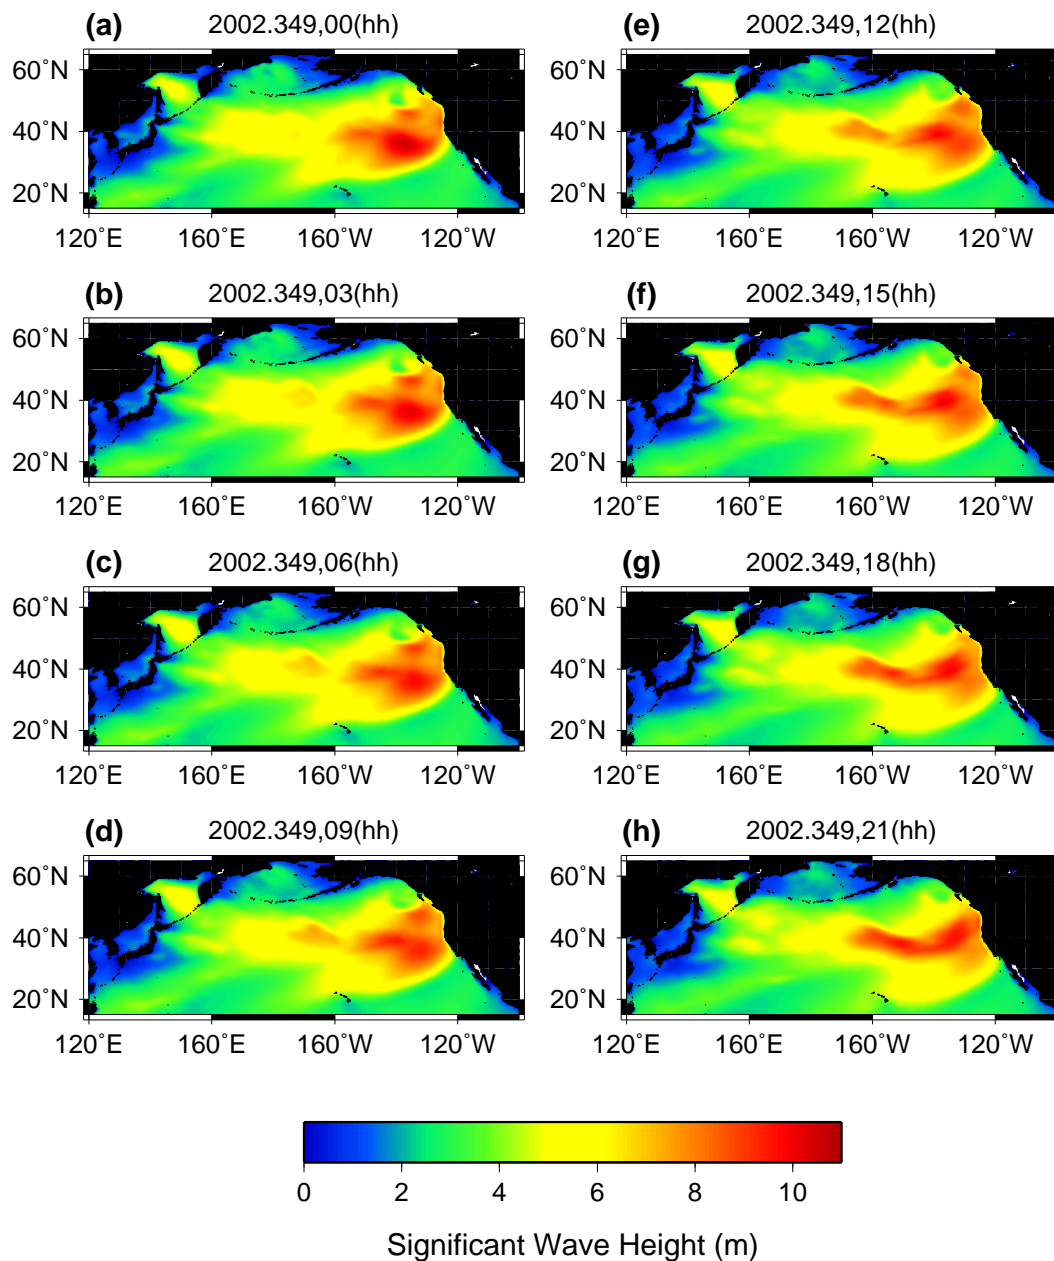 (a) 2002.349,00(hh)
60°N
40°N
20°N
120°E 160°E 160°W 120°W
(b) 2002.349,03(hh)
60°N
40°N
20°N
120°E 160°E 160°W 120°W
(c) 2002.349,06(hh)
60°N
40°N
20°N
120°E 160°E 160°W 120°W
(d) 2002.349,09(hh)
60°N
40°N
20°N
120°E 160°E 160°W 120°W
(e) 2002.349,12(hh)
60°N
40°N
20°N
120°E 160°E 160°W 120°W
(f) 2002.349,15(hh)
60°N
40°N
20°N
120°E 160°E 160°W 120°W
(g) 2002.349,18(hh)
60°N
40°N
20°N
120°E 160°E 160°W 120°W
(h) 2002.349,21(hh)
60°N
40°N
20°N
120°E 160°E 160°W 120°W
0 2 4 6 8 10
Significant Wave Height (m)